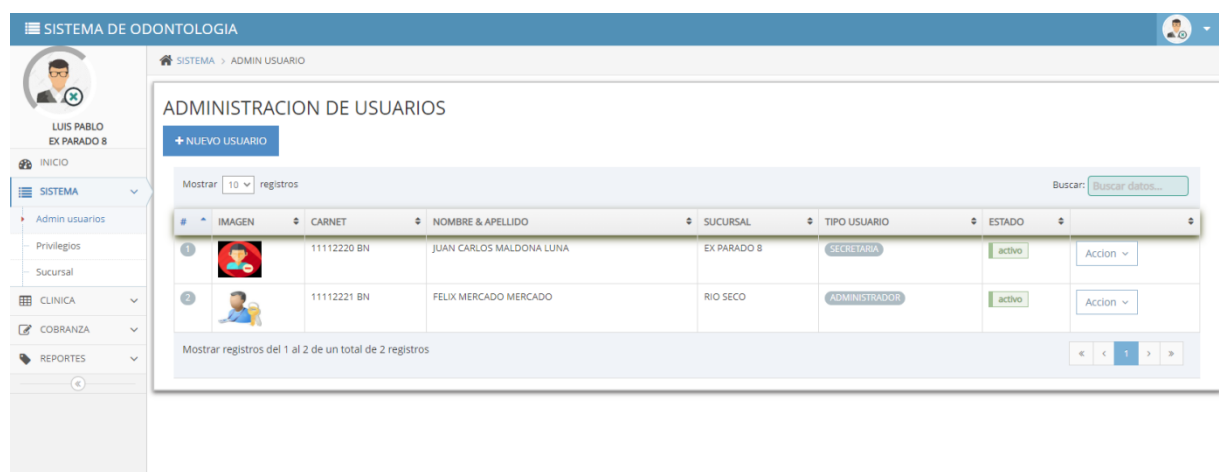 SISTEMA DE ODONTOLOGIA
LUIS PABLO
EX PARADO 8
INICIO
SISTEMA
Admin usuarios
Privilegios
Sucursal
CLINICA
COBRANZA
REPORTES
SISTEMA > ADMIN USUARIO
ADMINISTRACION DE USUARIOS
+ NUEVO USUARIO
Mostrar 10 registros Buscar: Buscar datos...
# IMAGEN CARNET NOMBRE & APELLIDO SUCURSAL TIPO USUARIO ESTADO
1 11112220 BN JUAN CARLOS MALDONA LUNA EX PARADO 8 SECRETARIA activo Accion
2 11112221 BN FELIX MERCADO MERCADO RIO SECO ADMINISTRADOR activo Accion
Mostrar registros del 1 al 2 de un total de 2 registros « < 1 > »